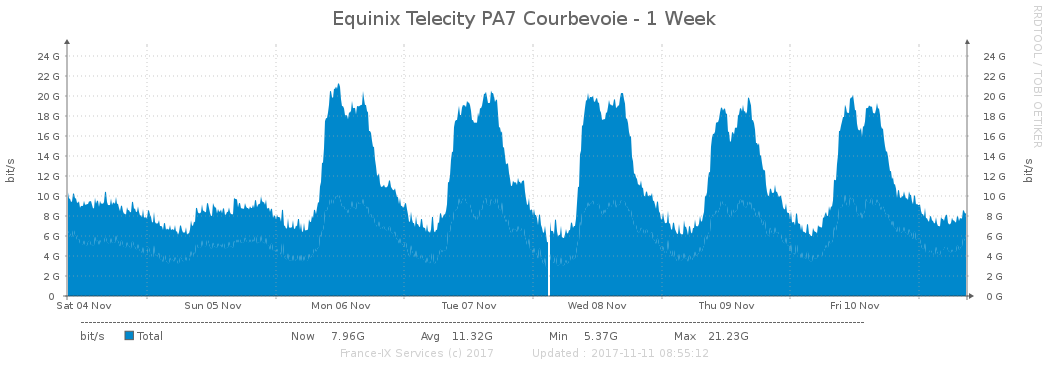 Equinix Telecity PA7 Courbevoie - 1 Week
RRDTOOL / TOBI OETIKER
24 G 24 G
22 G 22 G
20 G 20 G
18 G 18 G
16 G 16 G
14 G 14 G
12 G 12 G
10 G 10 G
8 G 8 G
6 G 6 G
4 G 4 G
2 G 2 G
0 0 G
bit/s
bit/s
Sat 04 Nov Sun 05 Nov Mon 06 Nov Tue 07 Nov Wed 08 Nov Thu 09 Nov Fri 10 Nov
bit/s Total Now 7.96G Avg 11.32G Min 5.37G Max 21.23G
France-IX Services (c) 2017 Updated : 2017-11-11 08:55:12